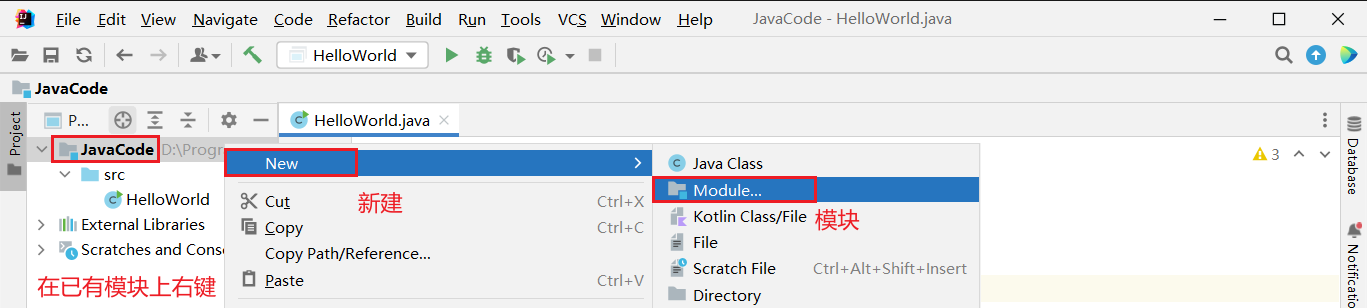 File Edit View Navigate Code Refactor Build Run Tools VCS Window Help JavaCode - HelloWorld.java
HelloWorld
JavaCode
Project
P... HelloWorld.java
JavaCode D:\Progr
src
HelloWorld
External Libraries
Scratches and Cons
在已有模块上右键
New
Cut Ctrl+X
新建
Copy Ctrl+C
Copy Path/Reference...
Paste Ctrl+V
Java Class
Module...
Kotlin Class/File
模块
File
Scratch File Ctrl+Alt+Shift+Insert
Directory
3
Database
Notification